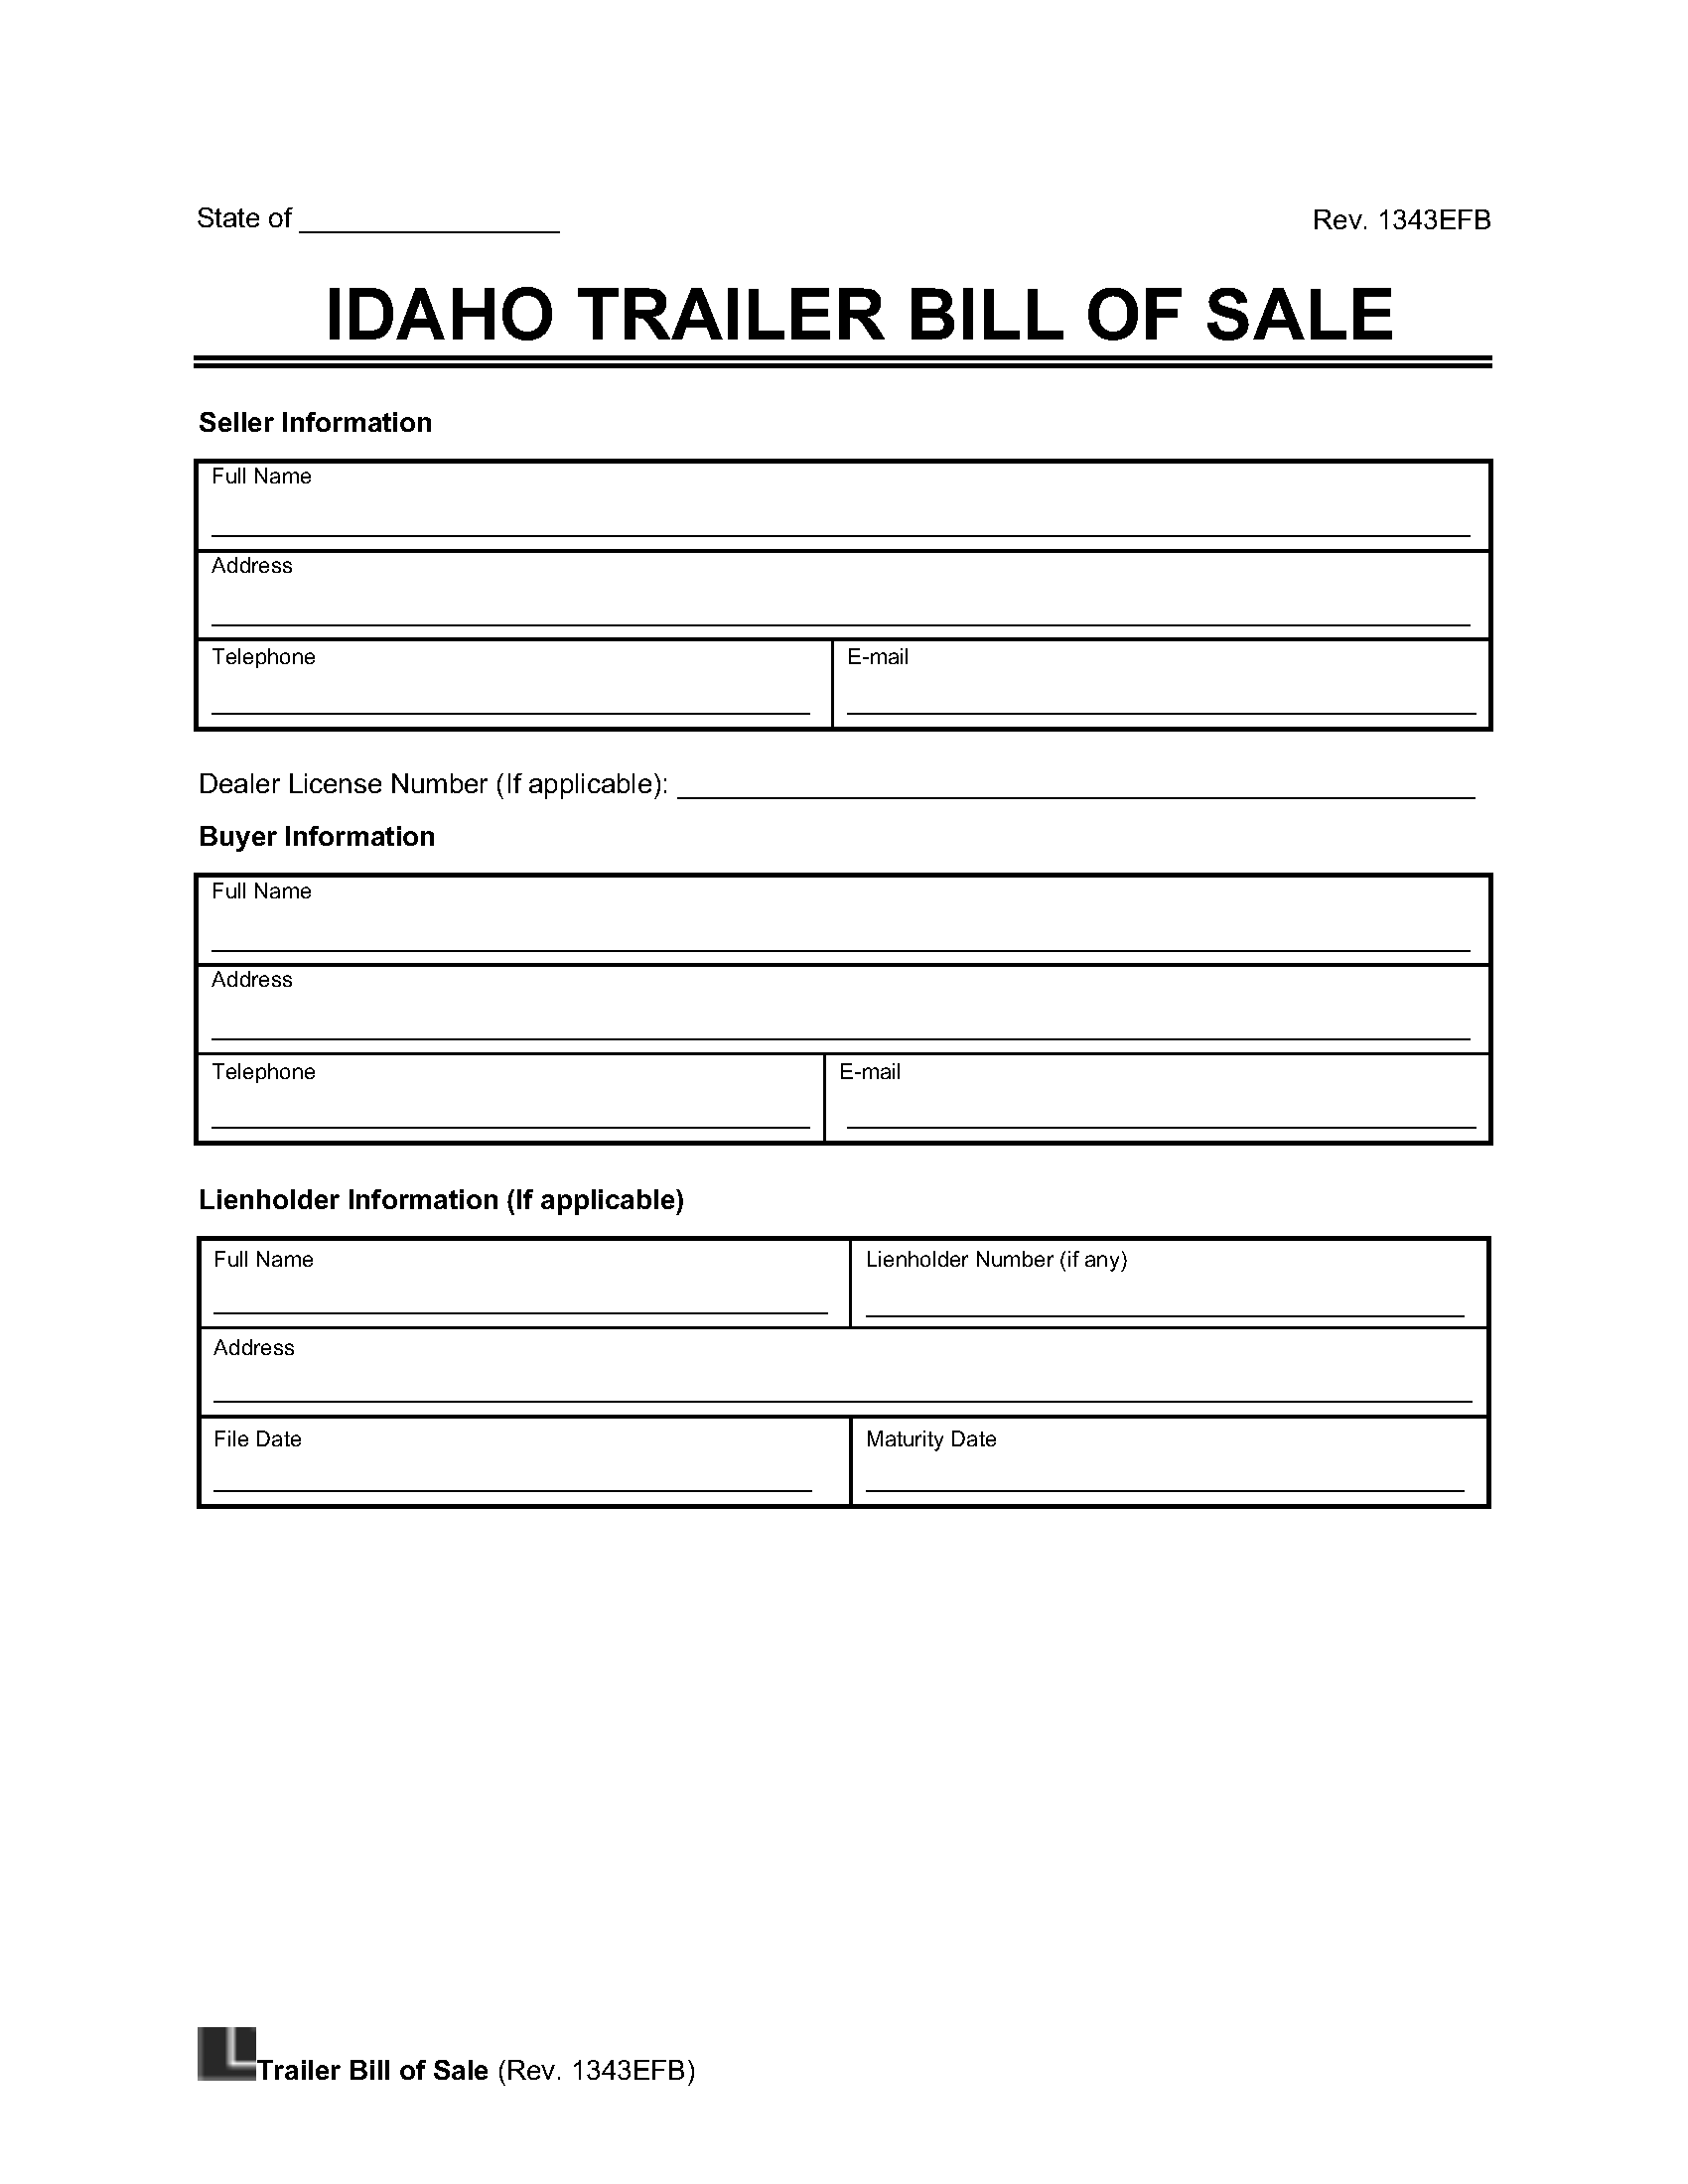 State of
Rev. 1343EFB
IDAHO TRAILER BILL OF SALE
Seller Information
Full Name
Address
Telephone
E-mail
Dealer License Number (If applicable):
Buyer Information
Full Name
Address
Telephone
E-mail
Lienholder Information (If applicable)
Full Name
Lienholder Number (if any)
Address
File Date
Maturity Date
Trailer Bill of Sale (Rev. 1343EFB)